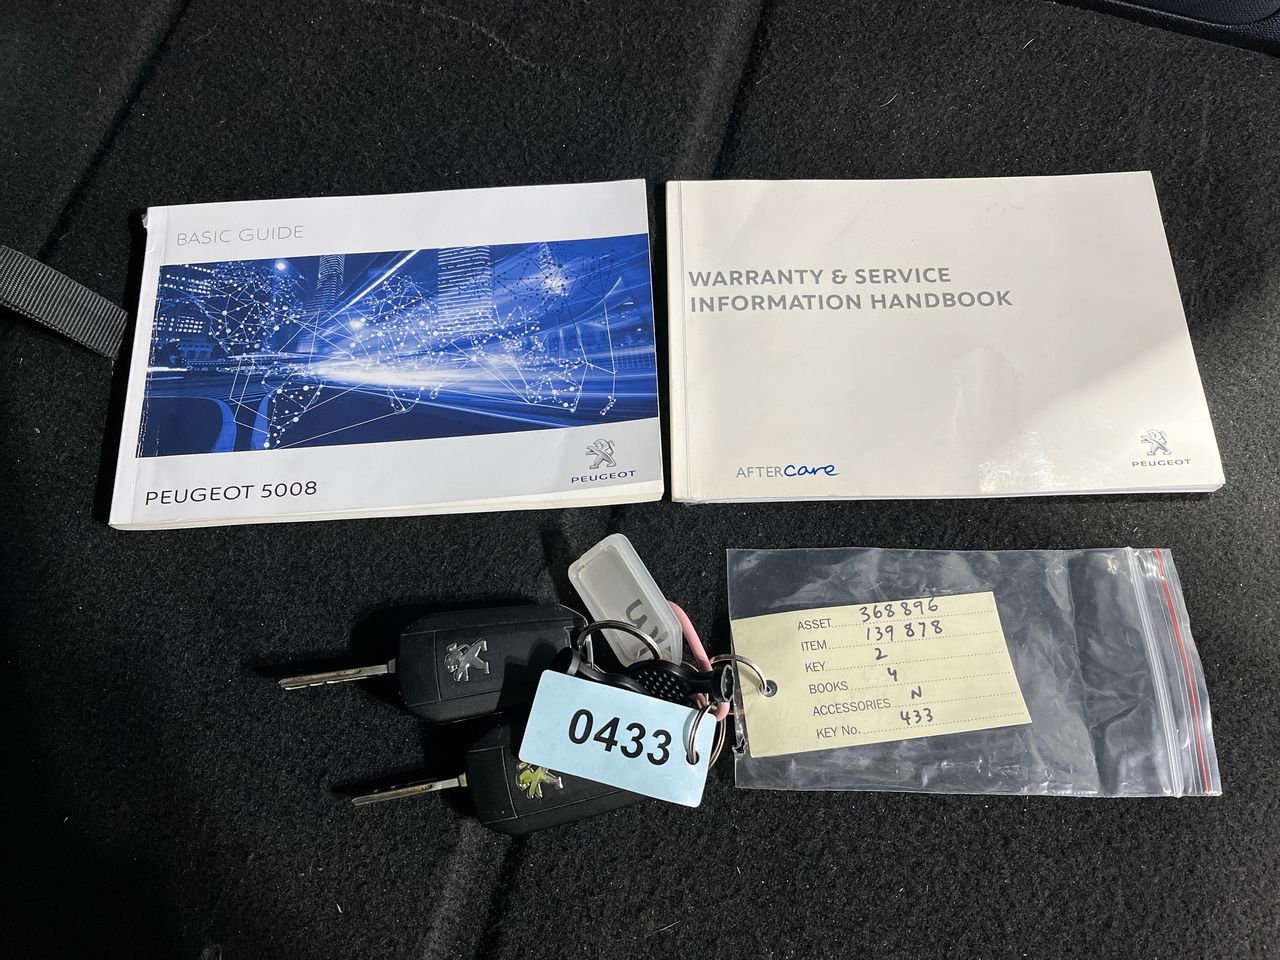 BASIC GUIDE
PEUGEOT
PEUGEOT 5008
WARRANTY & SERVICE
INFORMATION HANDBOOK
AFTERcare
PEUGEOT
0433
ASSET 368896
ITEM 139878
KEY 2
BOOKS 4
ACCESSORIES N
KEY No. 433